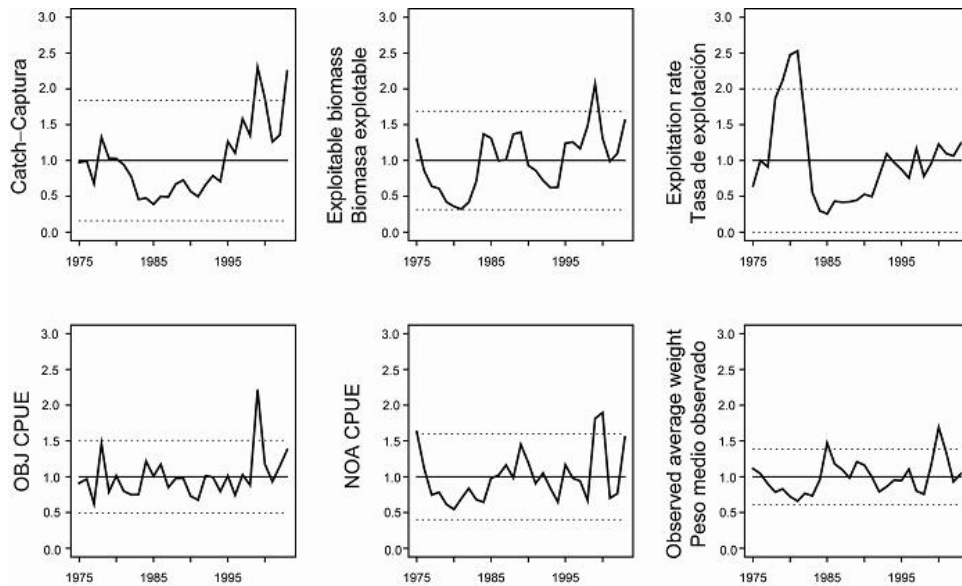 Catch–Captura
3.0
2.5
2.0
1.5
1.0
0.5
0.0
1975 1985 1995
Exploitable biomass
Biomasa explotable
3.0
2.5
2.0
1.5
1.0
0.5
0.0
1975 1985 1995
Exploitation rate
Tasa de explotación
3.0
2.5
2.0
1.5
1.0
0.5
0.0
1975 1985 1995
OBJ CPUE
3.0
2.5
2.0
1.5
1.0
0.5
0.0
1975 1985 1995
NOA CPUE
3.0
2.5
2.0
1.5
1.0
0.5
0.0
1975 1985 1995
Observed average weight
Peso medio observado
3.0
2.5
2.0
1.5
1.0
0.5
0.0
1975 1985 1995